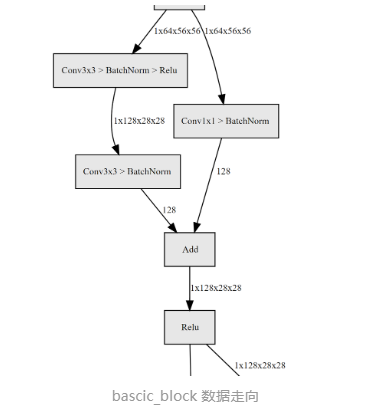 1x64x56x56 1x64x56x56
Conv3x3 > BatchNorm > Relu
1x128x28x28
Conv1x1 > BatchNorm
Conv3x3 > BatchNorm
128
128
Add
1x128x28x28
Relu
1x128x28x28
bascic_block 数据走向